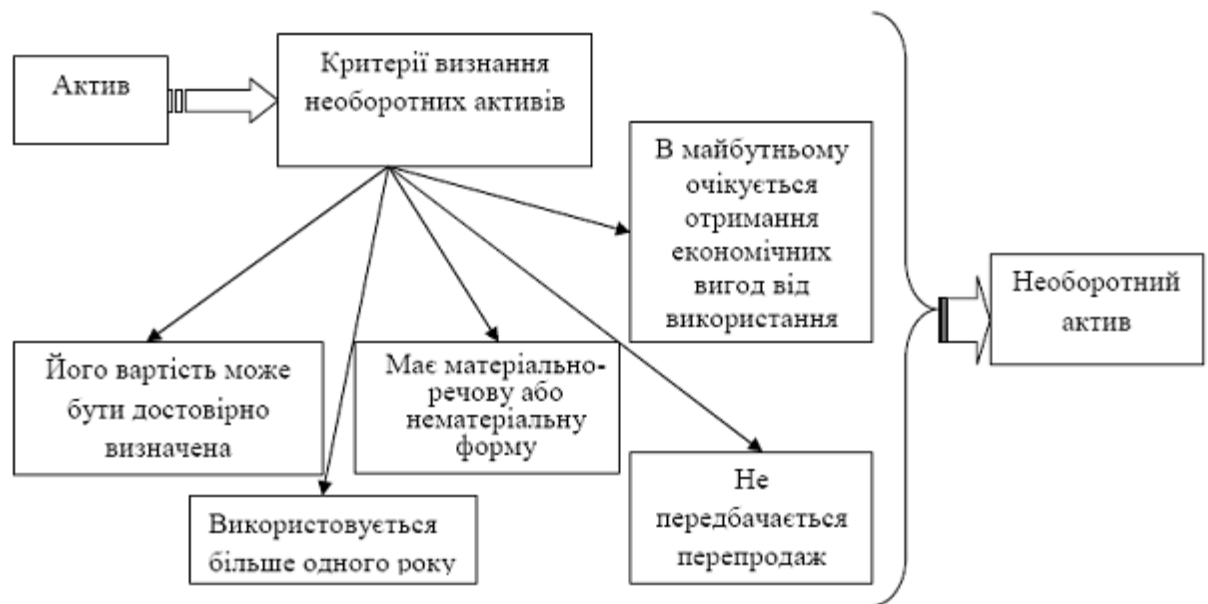 Актив
Критерії визнання
необоротних активів
В майбутньому
очікується
отримання
економічних
вигод від
використання
Необоротний
актив
Його вартість може
бути достовірно
визначена
Має матеріально-
речову або
нематеріальну
форму
Не
передбачається
перепродаж
Використовується
більше одного року